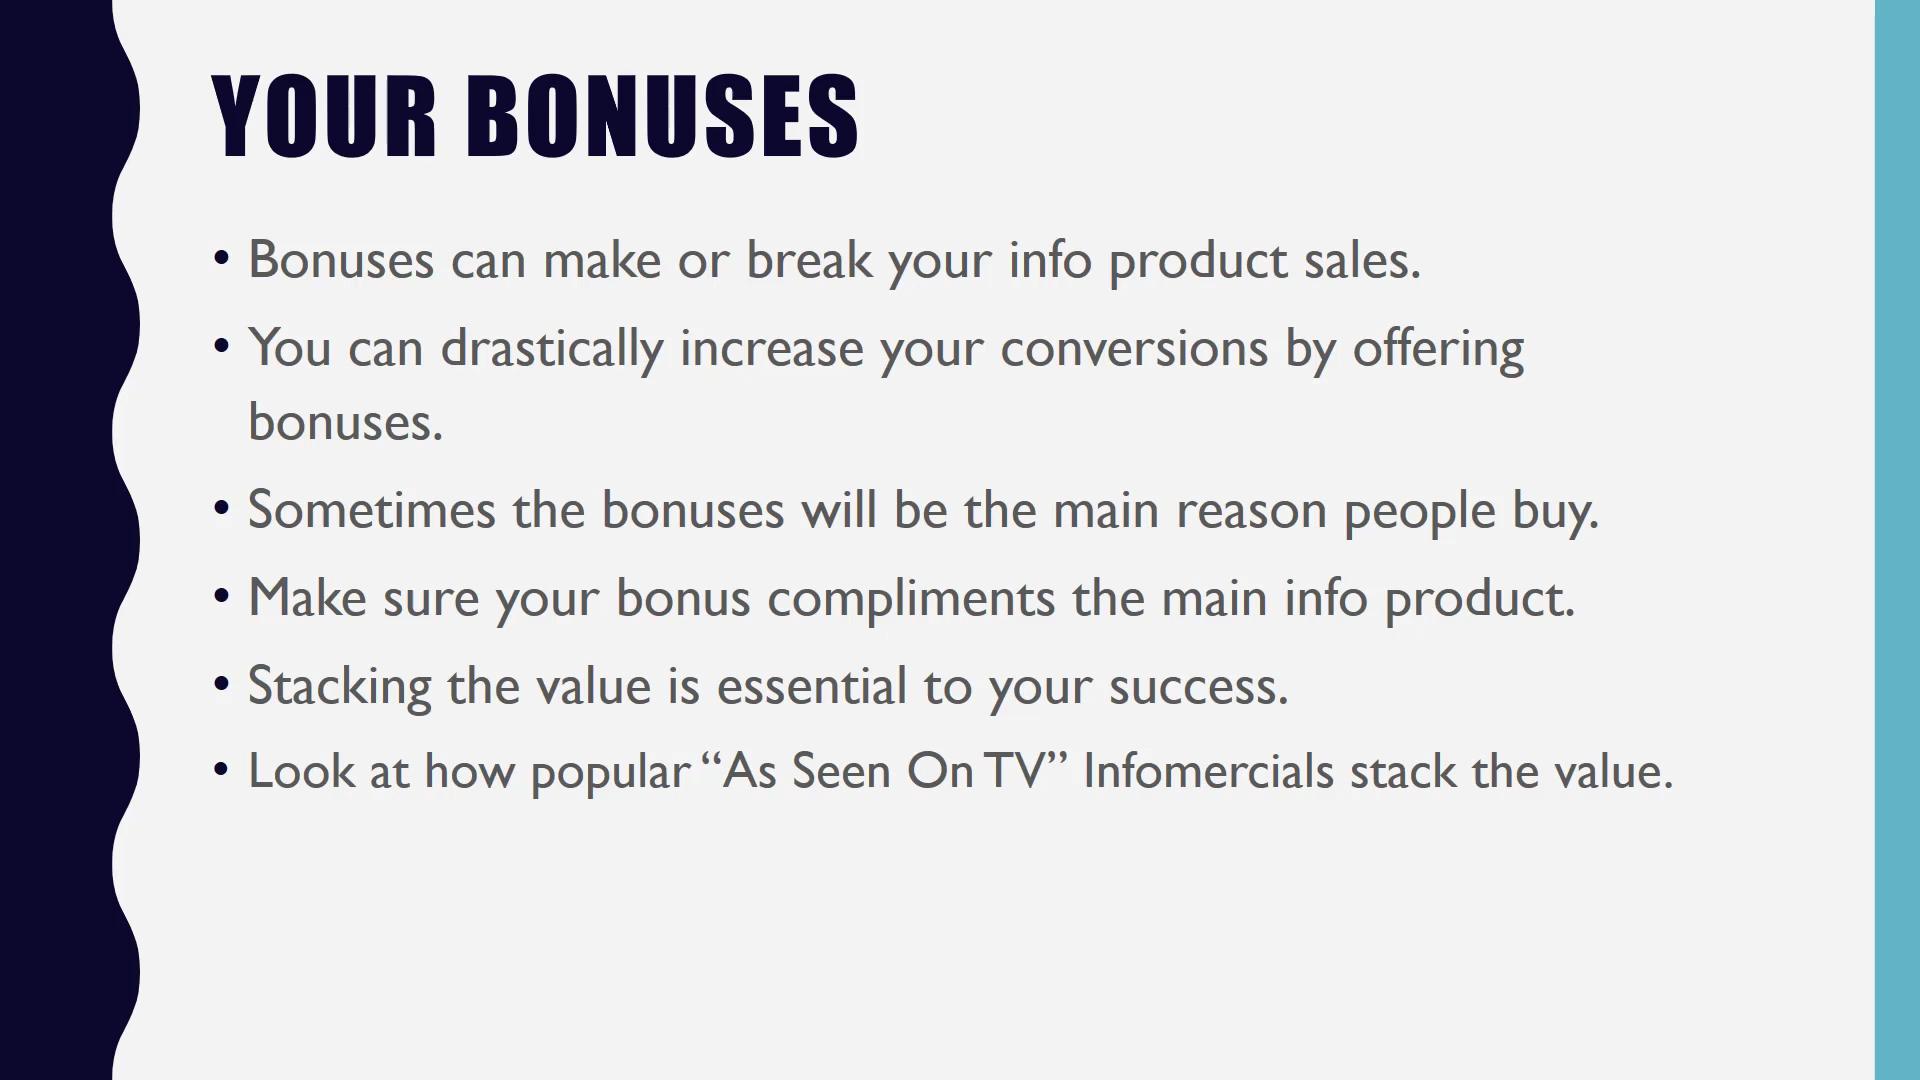 YOUR BONUSES
• Bonuses can make or break your info product sales.
• You can drastically increase your conversions by offering
bonuses.
• Sometimes the bonuses will be the main reason people buy.
• Make sure your bonus compliments the main info product.
• Stacking the value is essential to your success.
• Look at how popular “As Seen On TV” Infomercials stack the value.